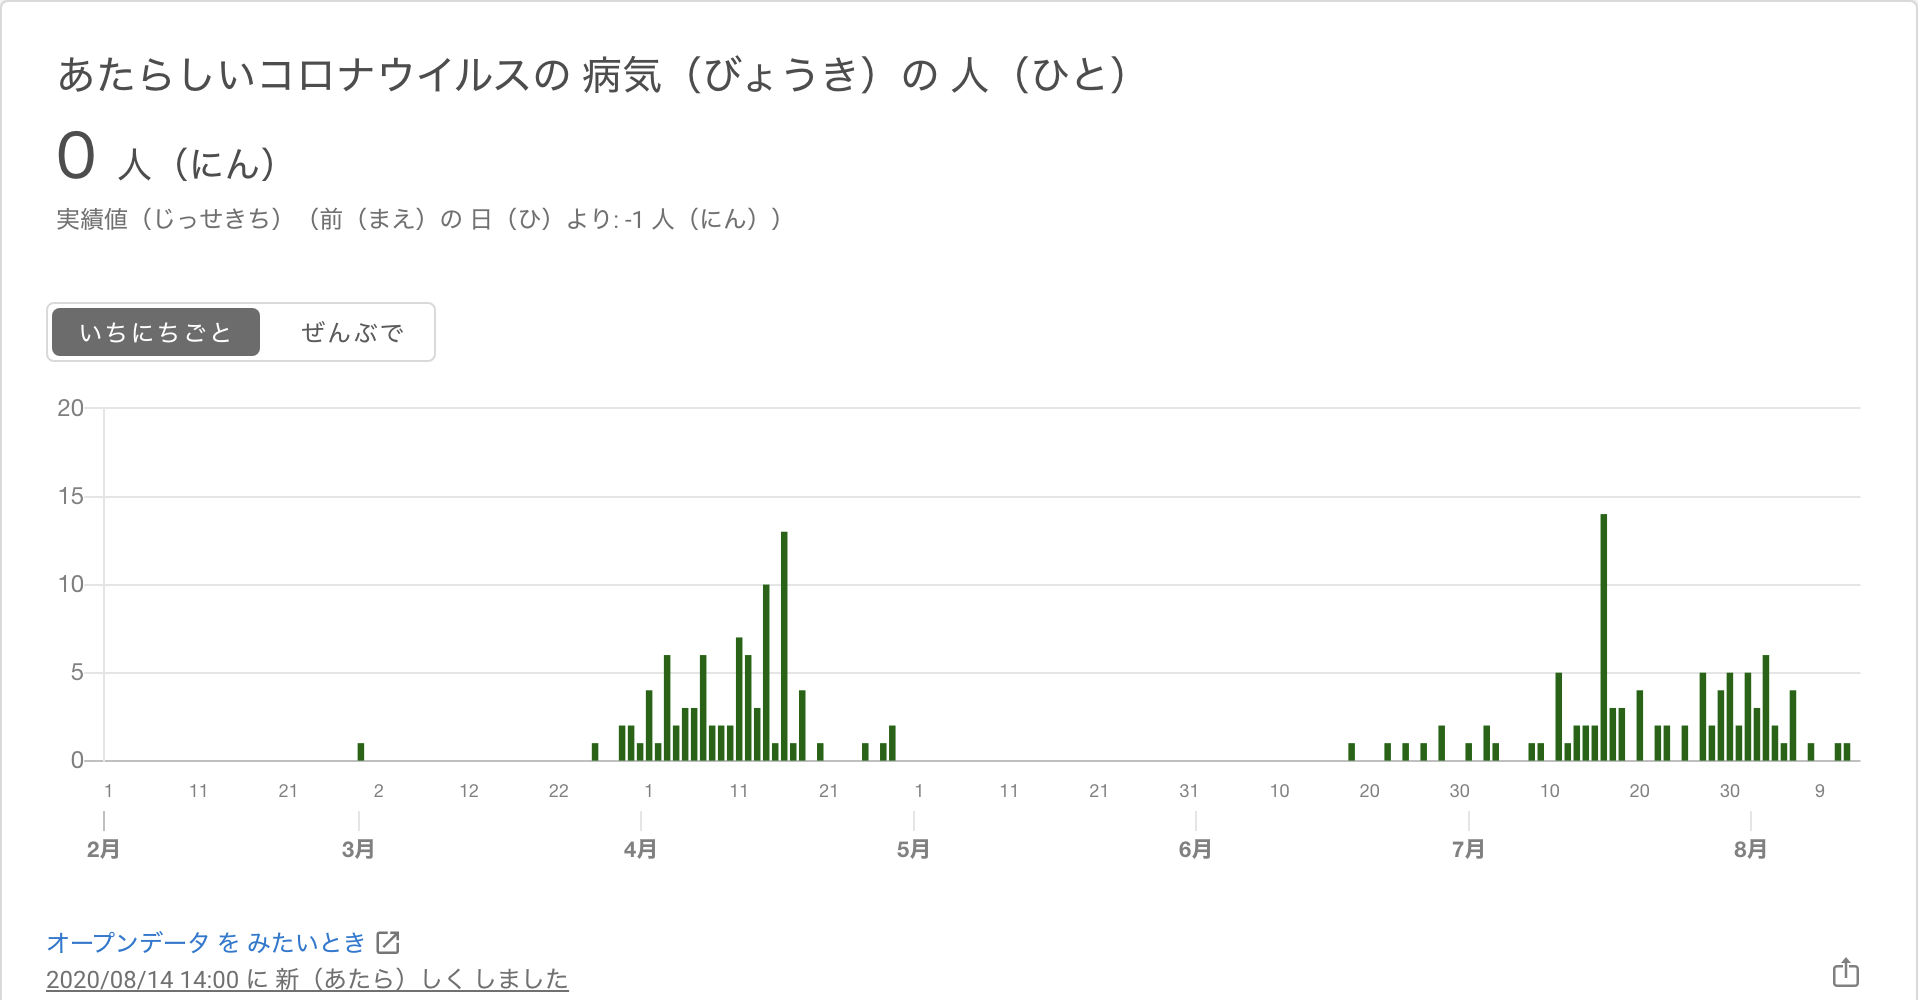 あたらしいコロナウイルスの 病気（びょうき）の 人（ひと）
0 人（にん）
実績値（じっせきち）（前（まえ）の 日（ひ）より: -1 人（にん））
いちにちごと ぜんぶで
20
15
10
5
0
1 11 21 2 12 22 1 11 21 1 11 21 31 10 20 30 10 20 30 9
2月 3月 4月 5月 6月 7月 8月
オープンデータ を みたいとき
2020/08/14 14:00 に 新（あたら）しく しました